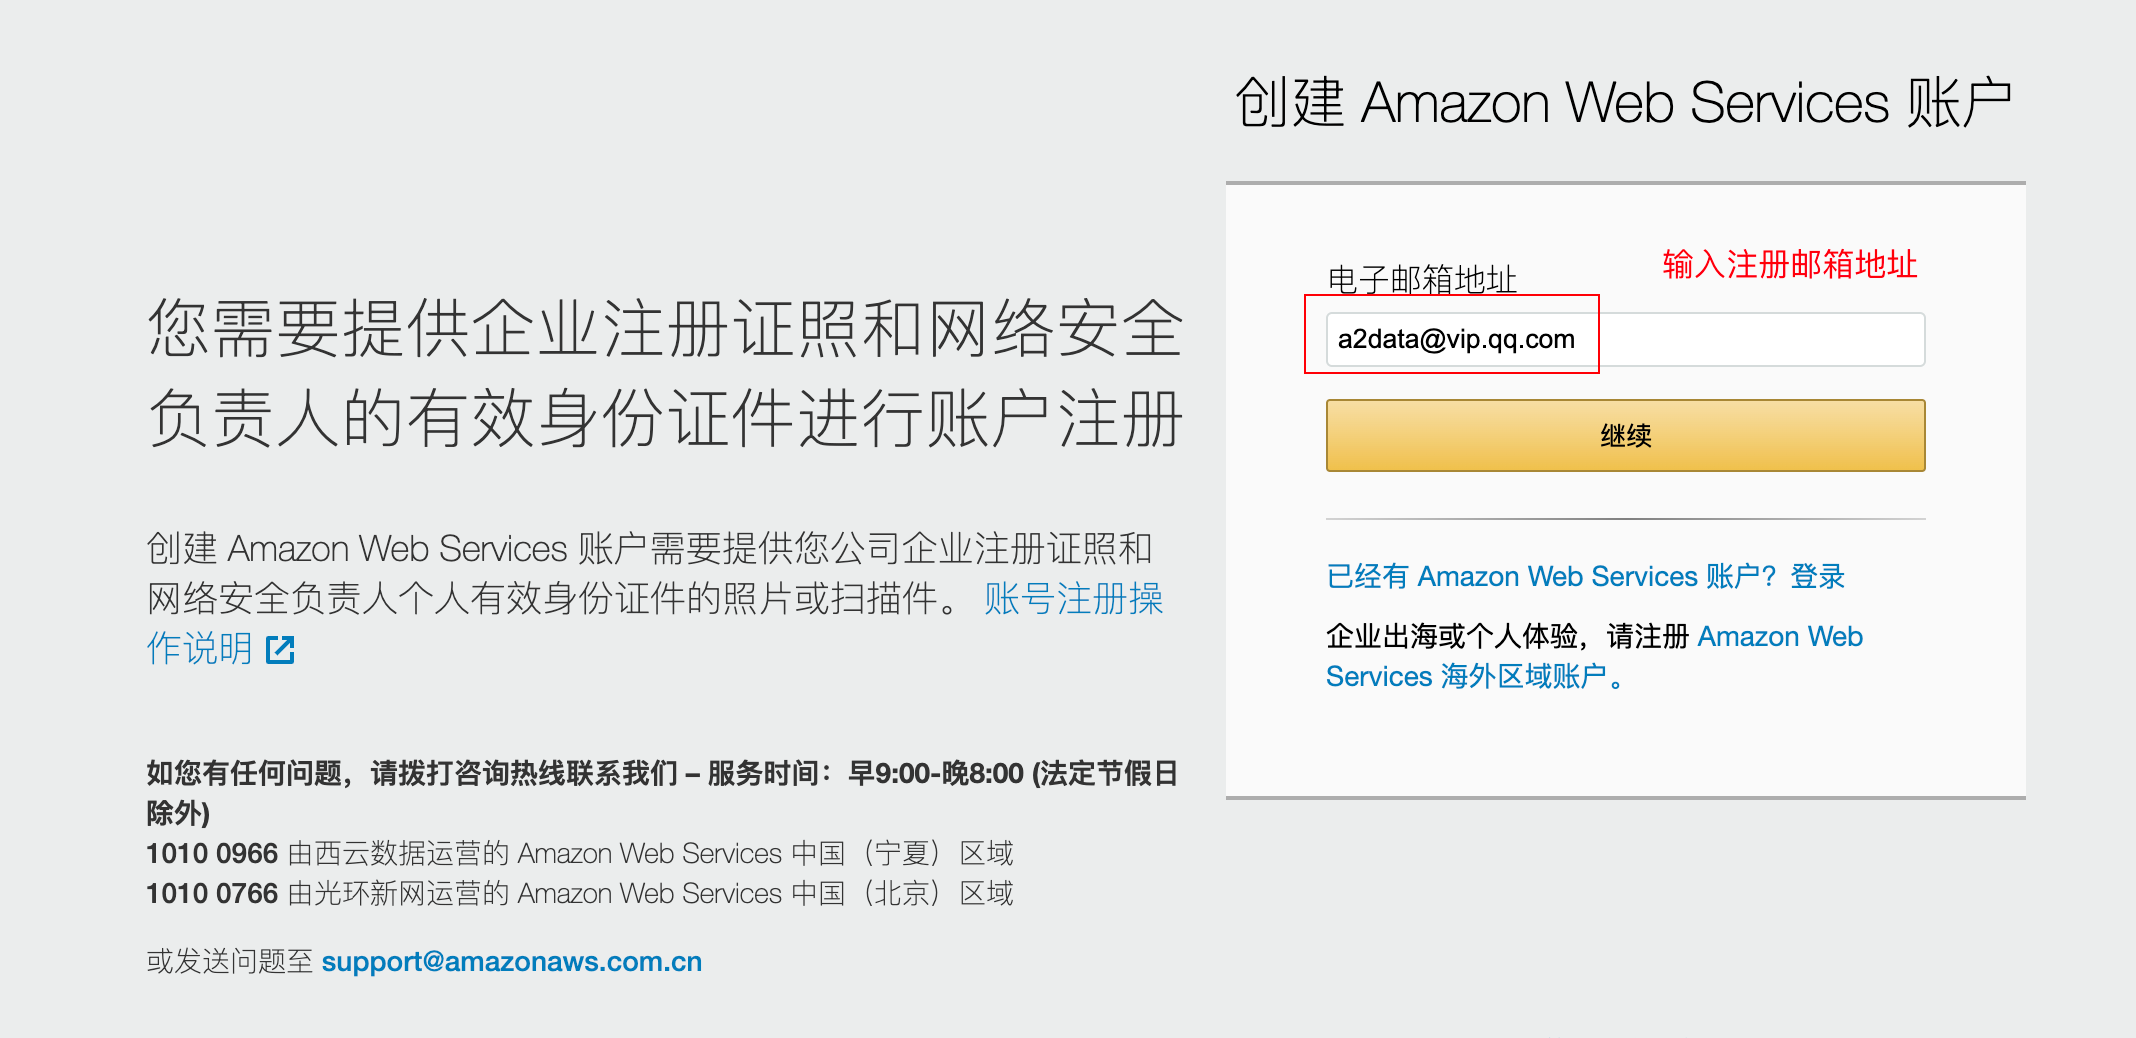 创建 Amazon Web Services 账户
您需要提供企业注册证照和网络安全
负责人的有效身份证件进行账户注册
创建 Amazon Web Services 账户需要提供您公司企业注册证照和
网络安全负责人个人有效身份证件的照片或扫描件。 账号注册操
作说明
如您有任何问题，请拨打咨询热线联系我们 – 服务时间：早9:00-晚8:00 (法定节假日
除外)
1010 0966 由西云数据运营的 Amazon Web Services 中国（宁夏）区域
1010 0766 由光环新网运营的 Amazon Web Services 中国（北京）区域
或发送问题至 support@amazonaws.com.cn
输入注册邮箱地址
电子邮箱地址
a2data@vip.qq.com
继续
已经有 Amazon Web Services 账户？登录
企业出海或个人体验，请注册 Amazon Web
Services 海外区域账户。